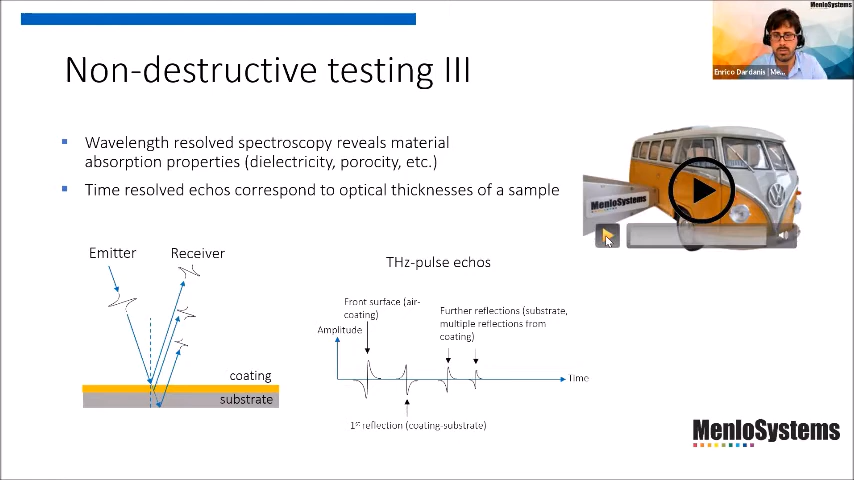 MenloSystems
Enrico Dardanis | Me...
Non-destructive testing III
Wavelength resolved spectroscopy reveals material
absorption properties (dielectricity, porocity, etc.)
Time resolved echos correspond to optical thicknesses of a sample
MenloSystems
Emitter
Receiver
coating
substrate
THz-pulse echos
Front surface (air-
coating)
Further reflections (substrate,
multiple reflections from
coating)
Amplitude
Time
1st reflection (coating-substrate)
MenloSystems